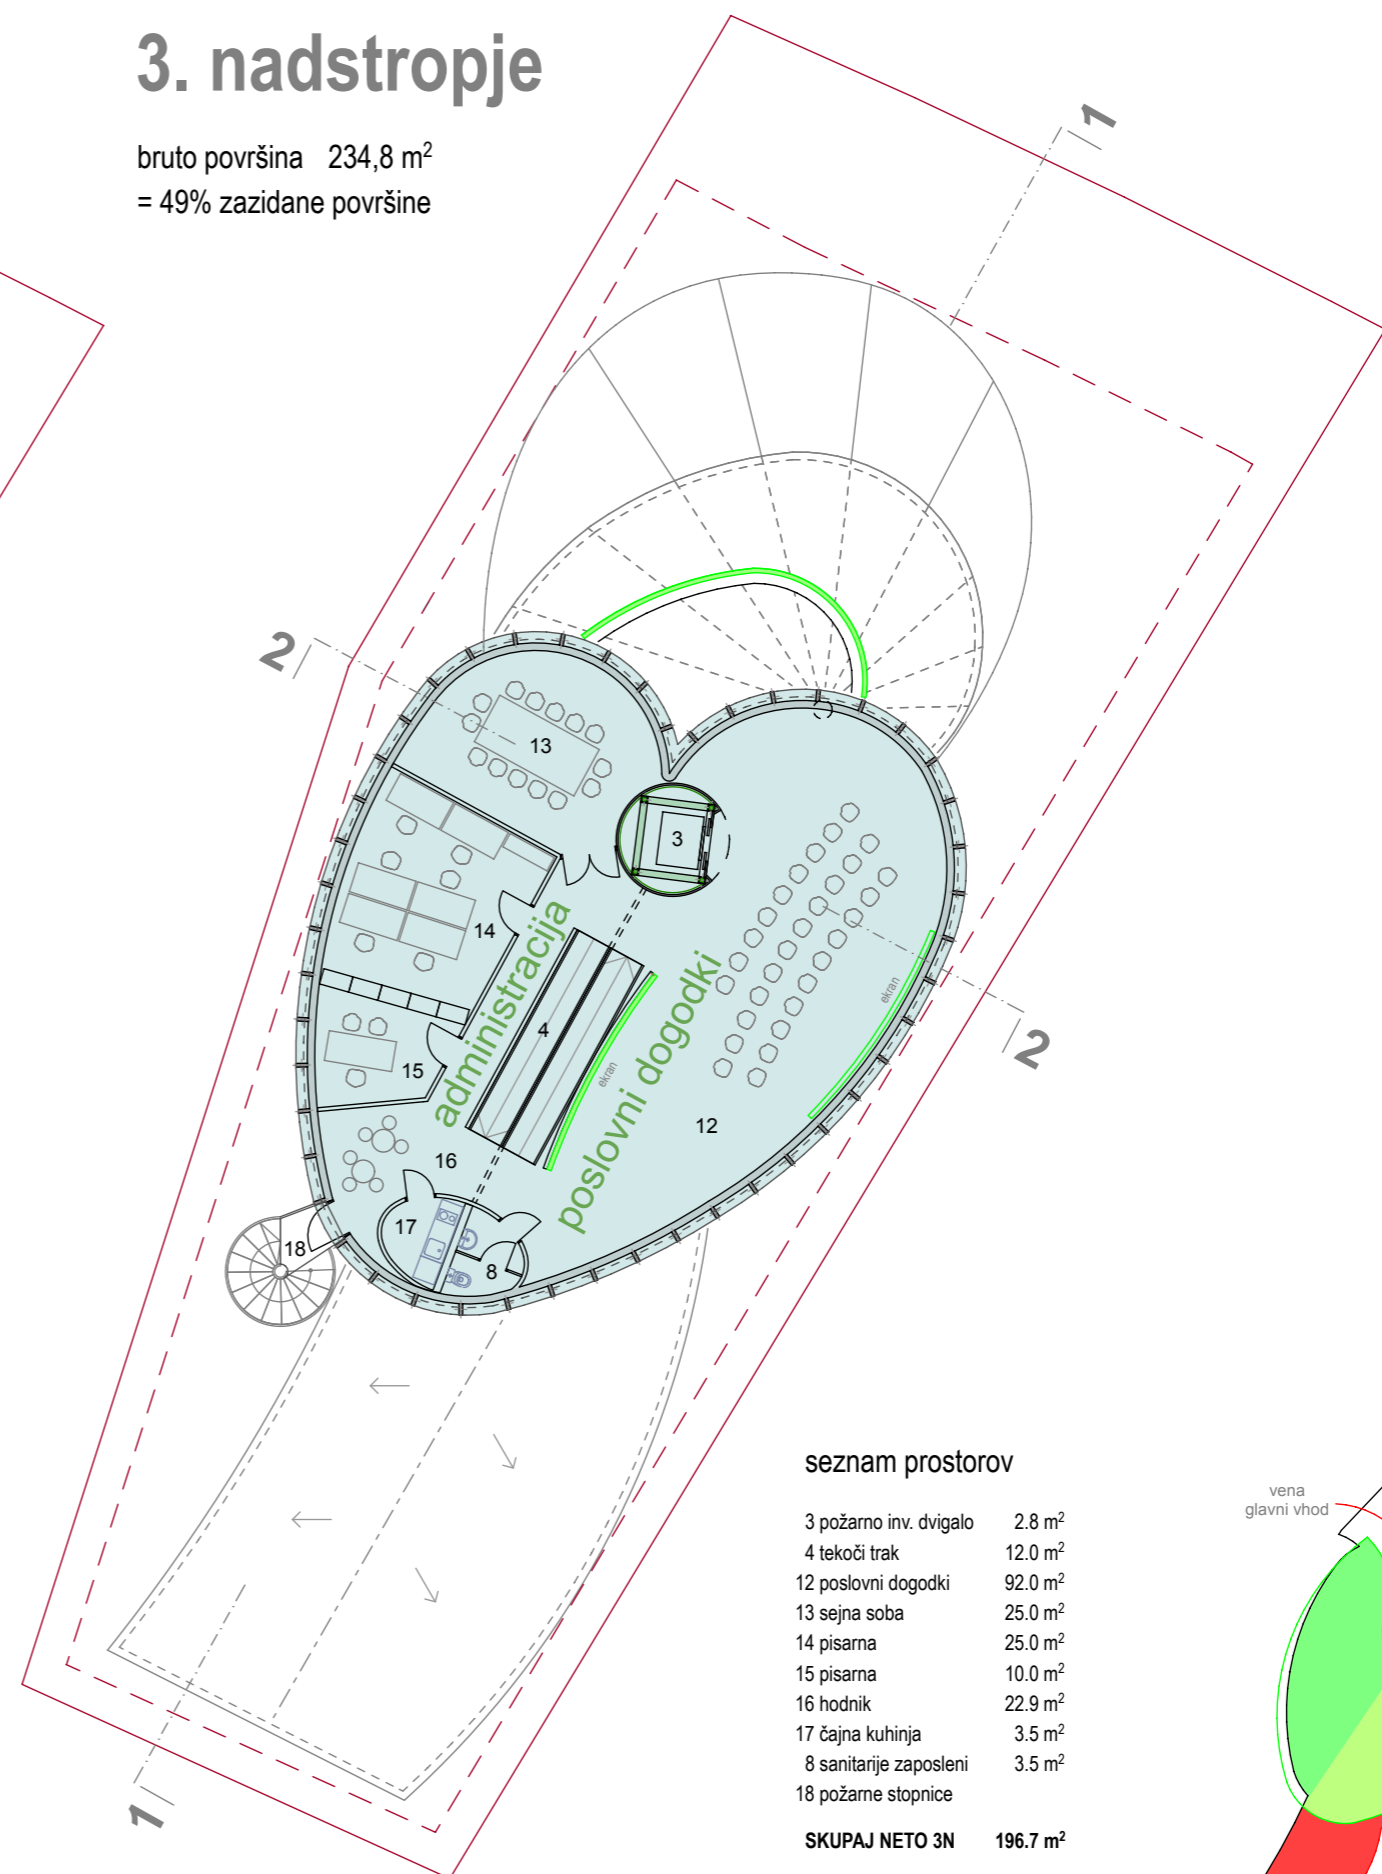 3. nadstropje
bruto površina 234,8 m²
= 49% zazidane površine
1
2
13
3
14
administracija
4
ekran
poslovni dogodki
ekran
2
15
12
16
17
18
8
1
seznam prostorov
3 požarno inv. dvigalo 2.8 m²
4 tekoči trak 12.0 m²
12 poslovni dogodki 92.0 m²
13 sejna soba 25.0 m²
14 pisarna 25.0 m²
15 pisarna 10.0 m²
16 hodnik 22.9 m²
17 čajna kuhinja 3.5 m²
8 sanitarije zaposleni 3.5 m²
18 požarne stopnice
SKUPAJ NETO 3N 196.7 m²
vena
glavni vhod